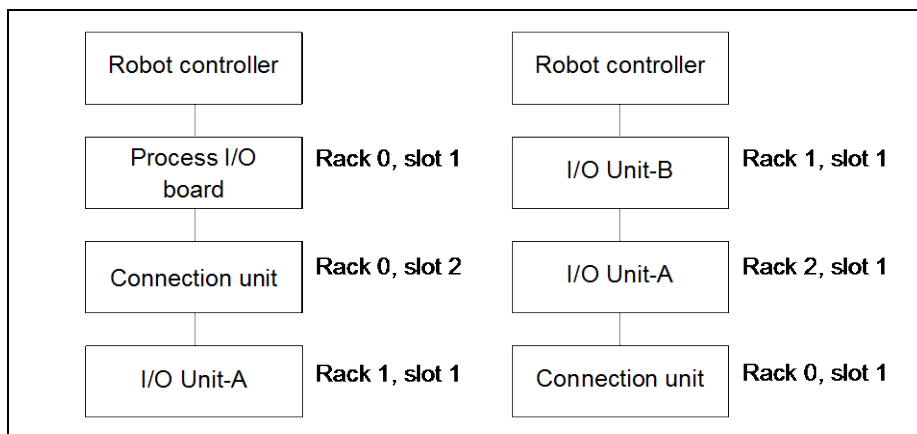 Robot controller
Process I/O
board
Rack 0, slot 1
Connection unit
Rack 0, slot 2
I/O Unit-A
Rack 1, slot 1
Robot controller
I/O Unit-B
Rack 1, slot 1
I/O Unit-A
Rack 2, slot 1
Connection unit
Rack 0, slot 1